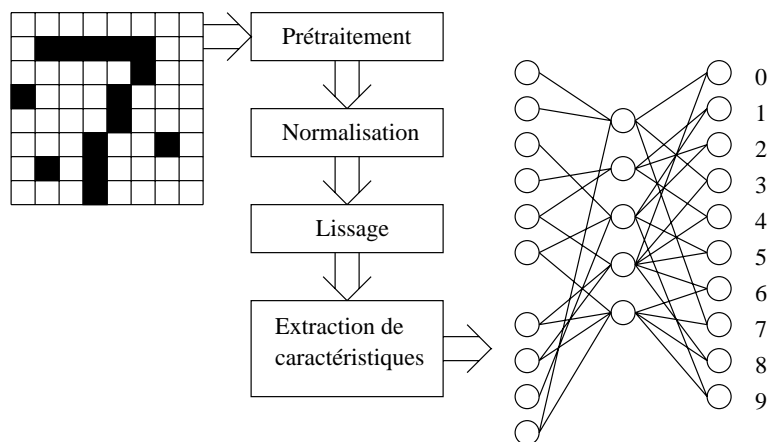 Prétraitement
Normalisation
Lissage
Extraction de
caractéristiques
0
1
2
3
4
5
6
7
8
9